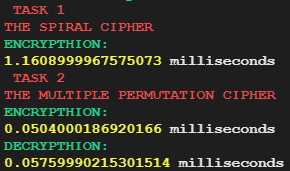 TASK 1
THE SPIRAL CIPHER
ENCRYPTHION:
1.1608999967575073 milliseconds
TASK 2
THE MULTIPLE PERMUTATION CIPHER
ENCRYPTHION:
0.0504000186920166 milliseconds
DECRYPTHION:
0.05759990215301514 milliseconds